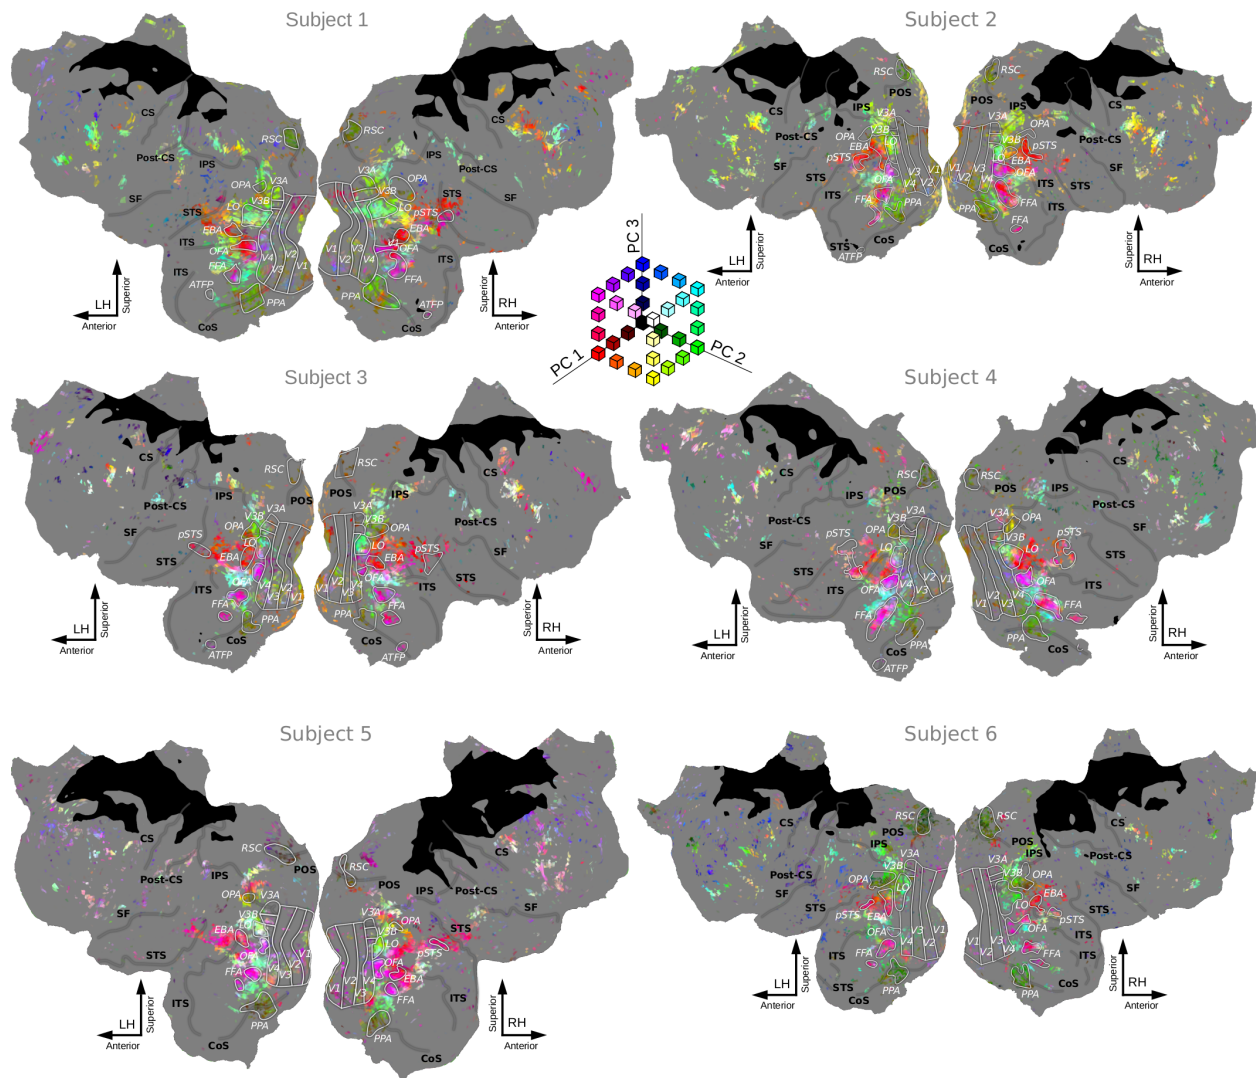 Subject 1
CS
CS
RSC
RSC
Post-CS
IPS
IPS
Post-CS
OPA
V3A
V3A
OPA
V3B
V3B
SF
SF
STS
LO
LO
STS
pSTS
EBA
V1
ITS
OFA
OFA
V1
V2
V3
V4
V4
V3
V2
V1
ITS
ITS
FFA
FFA
ATFP
ATFP
PPA
PPA
CoS
CoS
LH
Superior
Anterior
RH
Superior
Anterior
Subject 2
RSC
RSC
POS
POS
CS
IPS
IPS
CS
V3A
V3A
OPA
OPA
Post-CS
Post-CS
V3B
V3B
EBA
LO
LO
EBA
pSTS
pSTS
SF
SF
STS
STS
OFA
OFA
V3
V1
V1
V3
V4
V2
V2
V4
ITS
ITS
FFA
FFA
FFA
PPA
PPA
STS
ATFP
CoS
CoS
LH
Superior
Anterior
RH
Superior
Anterior
PC 3
PC 1
PC 2
Subject 3
CS
CS
RSC
RSC
POS
POS
IPS
IPS
Post-CS
Post-CS
V3A
V3A
V3B
V3B
OPA
OPA
SF
SF
pSTS
pSTS
LO
LO
EBA
EBA
STS
STS
ITS
ITS
OFA
OFA
V4
V3
V2
V1
V1
V2
V3
FFA
FFA
PPA
PPA
CoS
CoS
ATFP
ATFP
LH
Superior
Anterior
RH
Superior
Anterior
Subject 4
CS
CS
RSC
RSC
POS
POS
IPS
IPS
Post-CS
Post-CS
V3A
V3A
OPA
OPA
V3B
V3B
SF
SF
pSTS
pSTS
LO
LO
STS
STS
ITS
ITS
OFA
OFA
V4
V3
V2
V1
V1
V2
V3
V4
FFA
FFA
PPA
PPA
CoS
CoS
ATFP
LH
Superior
Anterior
RH
Superior
Anterior
Subject 5
CS
CS
RSC
RSC
POS
POS
IPS
IPS
Post-CS
Post-CS
OPA
OPA
V3A
V3A
V3B
V3B
SF
EBA
EBA
LO
STS
STS
pSTS
OFA
V4
V3
V2
V1
V1
V2
V3
V4
FFA
FFA
ITS
ITS
PPA
PPA
CoS
CoS
LH
Superior
Anterior
RH
Superior
Anterior
Subject 6
CS
CS
RSC
RSC
POS
POS
IPS
IPS
Post-CS
Post-CS
V3A
V3A
V3B
V3B
OPA
OPA
LO
LO
SF
SF
STS
STS
pSTS
pSTS
EBA
EBA
OFA
OFA
V4
V3
V2
V1
V1
V2
V3
V4
ITS
ITS
FFA
FFA
STS
PPA
PPA
CoS
CoS
LH
Superior
Anterior
RH
Superior
Anterior